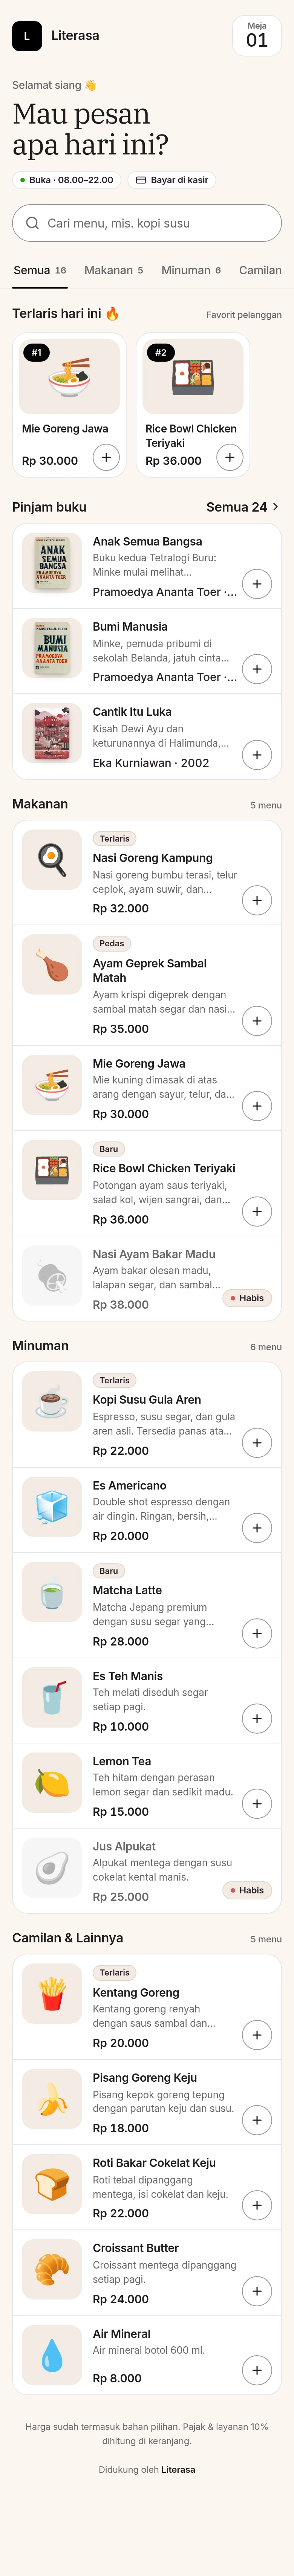 L
Literasa
Meja
01
Selamat siang 👋
Mau pesan
apa hari ini?
Buka · 08.00–22.00
Bayar di kasir
Cari menu, mis. kopi susu
Semua 16
Makanan 5
Minuman 6
Camilan
Terlaris hari ini 🔥
Favorit pelanggan
#1
Mie Goreng Jawa
Rp 30.000
#2
Rice Bowl Chicken
Teriyaki
Rp 36.000
Pinjam buku
Semua 24
ANAK
SEMUA
BANGSA
PRAMOEDYA
ANANTA TOER
Anak Semua Bangsa
Buku kedua Tetralogi Buru:
Minke mulai melihat…
Pramoedya Ananta Toer ·…
BUMI
MANUSIA
PRAMOEDYA
ANANTA TOER
Bumi Manusia
Minke, pemuda pribumi di
sekolah Belanda, jatuh cinta…
Pramoedya Ananta Toer ·…
Cantik Itu Luka
Kisah Dewi Ayu dan
keturunannya di Halimunda,…
Eka Kurniawan · 2002
Makanan
5 menu
Terlaris
Nasi Goreng Kampung
Nasi goreng bumbu terasi, telur
ceplok, ayam suwir, dan…
Rp 32.000
Pedas
Ayam Geprek Sambal
Matah
Ayam krispi digeprek dengan
sambal matah segar dan nasi…
Rp 35.000
Mie Goreng Jawa
Mie kuning dimasak di atas
arang dengan sayur, telur, da…
Rp 30.000
Baru
Rice Bowl Chicken Teriyaki
Potongan ayam saus teriyaki,
salad kol, wijen sangrai, dan…
Rp 36.000
Nasi Ayam Bakar Madu
Ayam bakar olesan madu,
lalapan segar, dan sambal…
Rp 38.000
Habis
Minuman
6 menu
Terlaris
Kopi Susu Gula Aren
Espresso, susu segar, dan gula
aren asli. Tersedia panas ata…
Rp 22.000
Es Americano
Double shot espresso dengan
air dingin. Ringan, bersih,…
Rp 20.000
Baru
Matcha Latte
Matcha Jepang premium
dengan susu segar yang…
Rp 28.000
Es Teh Manis
Teh melati diseduh segar
setiap pagi.
Rp 10.000
Lemon Tea
Teh hitam dengan perasan
lemon segar dan sedikit madu.
Rp 15.000
Jus Alpukat
Alpukat mentega dengan susu
cokelat kental manis.
Rp 25.000
Habis
Camilan & Lainnya
5 menu
Terlaris
Kentang Goreng
Kentang goreng renyah
dengan saus sambal dan…
Rp 20.000
Pisang Goreng Keju
Pisang kepok goreng tepung
dengan parutan keju dan susu.
Rp 18.000
Roti Bakar Cokelat Keju
Roti tebal dipanggang
mentega, isi cokelat dan keju.
Rp 22.000
Croissant Butter
Croissant mentega dipanggang
setiap pagi.
Rp 24.000
Air Mineral
Air mineral botol 600 ml.
Rp 8.000
Harga sudah termasuk bahan pilihan. Pajak & layanan 10%
dihitung di keranjang.
Didukung oleh Literasa